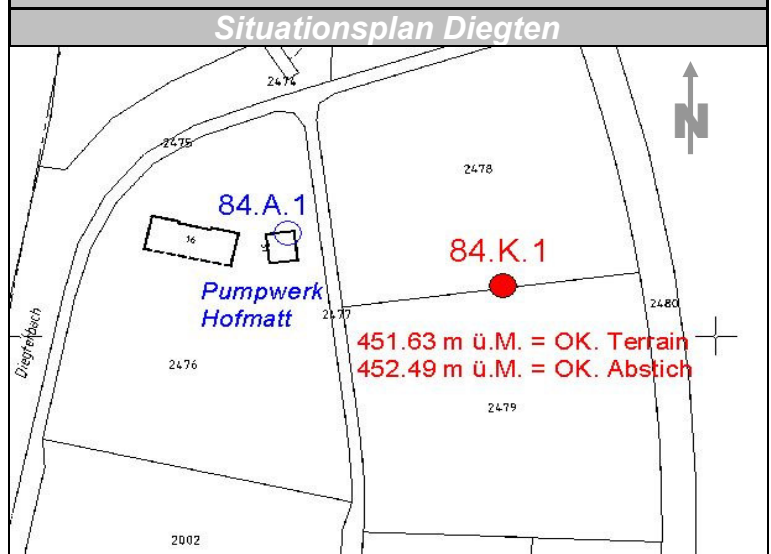 Situationsplan Diegten
2474
2475
2478
N
84.A.1
16
84.K.1
Pumpwerk
Hofmatt
2477
2480
Diegterbach
451.63 m ü.M. = OK. Terrain
452.49 m ü.M. = OK. Abstich
2476
2479
2002